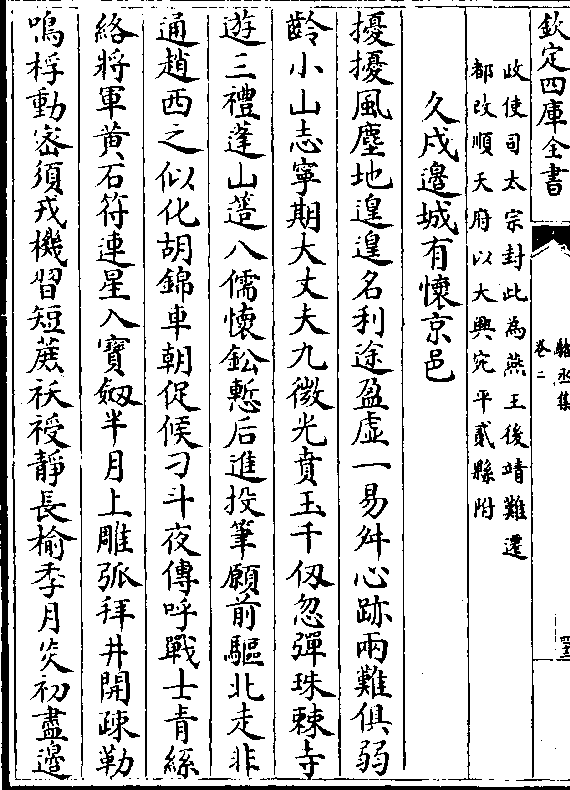 欽定四庫全書
駱丞集
卷二
政使司太宗封此為燕王後靖難遷
都改順天府以大興宛平貳縣附
久戍邊城有懷京邑
擾擾風塵地遑遑名利途盈虛一易舛心跡兩難俱弱
齡小山志寧期大丈夫九微光賁玉千仭忽彈珠棘寺
遊三禮蓬山簉八儒懷鈆慙后進投筆願前驅北走非
通趙西之似化胡錦車朝促候刁斗夜傳呼戰士青絲
絡將軍黄石符連星入寶劒半月上雕弧拜井開疎勒
鳴桴動宻須戎機習短蔗祅祲靜長榆季月炎初盡邊